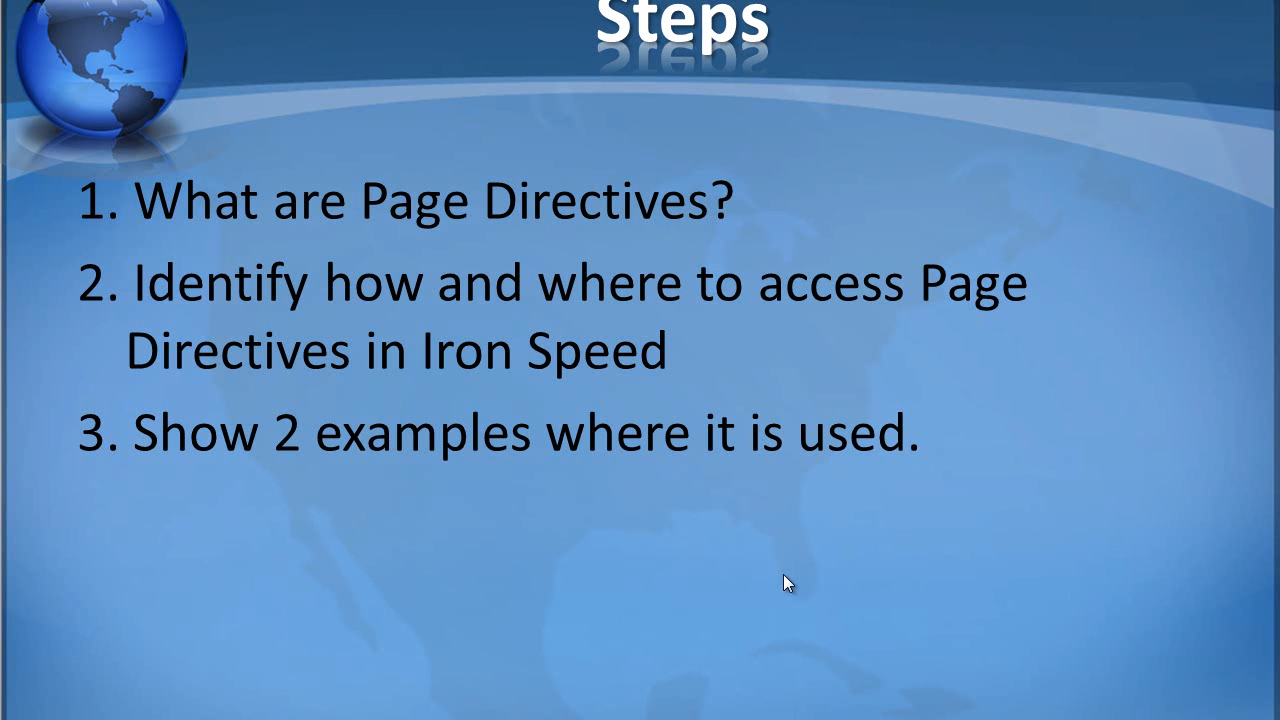 Steps
1. What are Page Directives?
2. Identify how and where to access Page
Directives in Iron Speed
3. Show 2 examples where it is used.